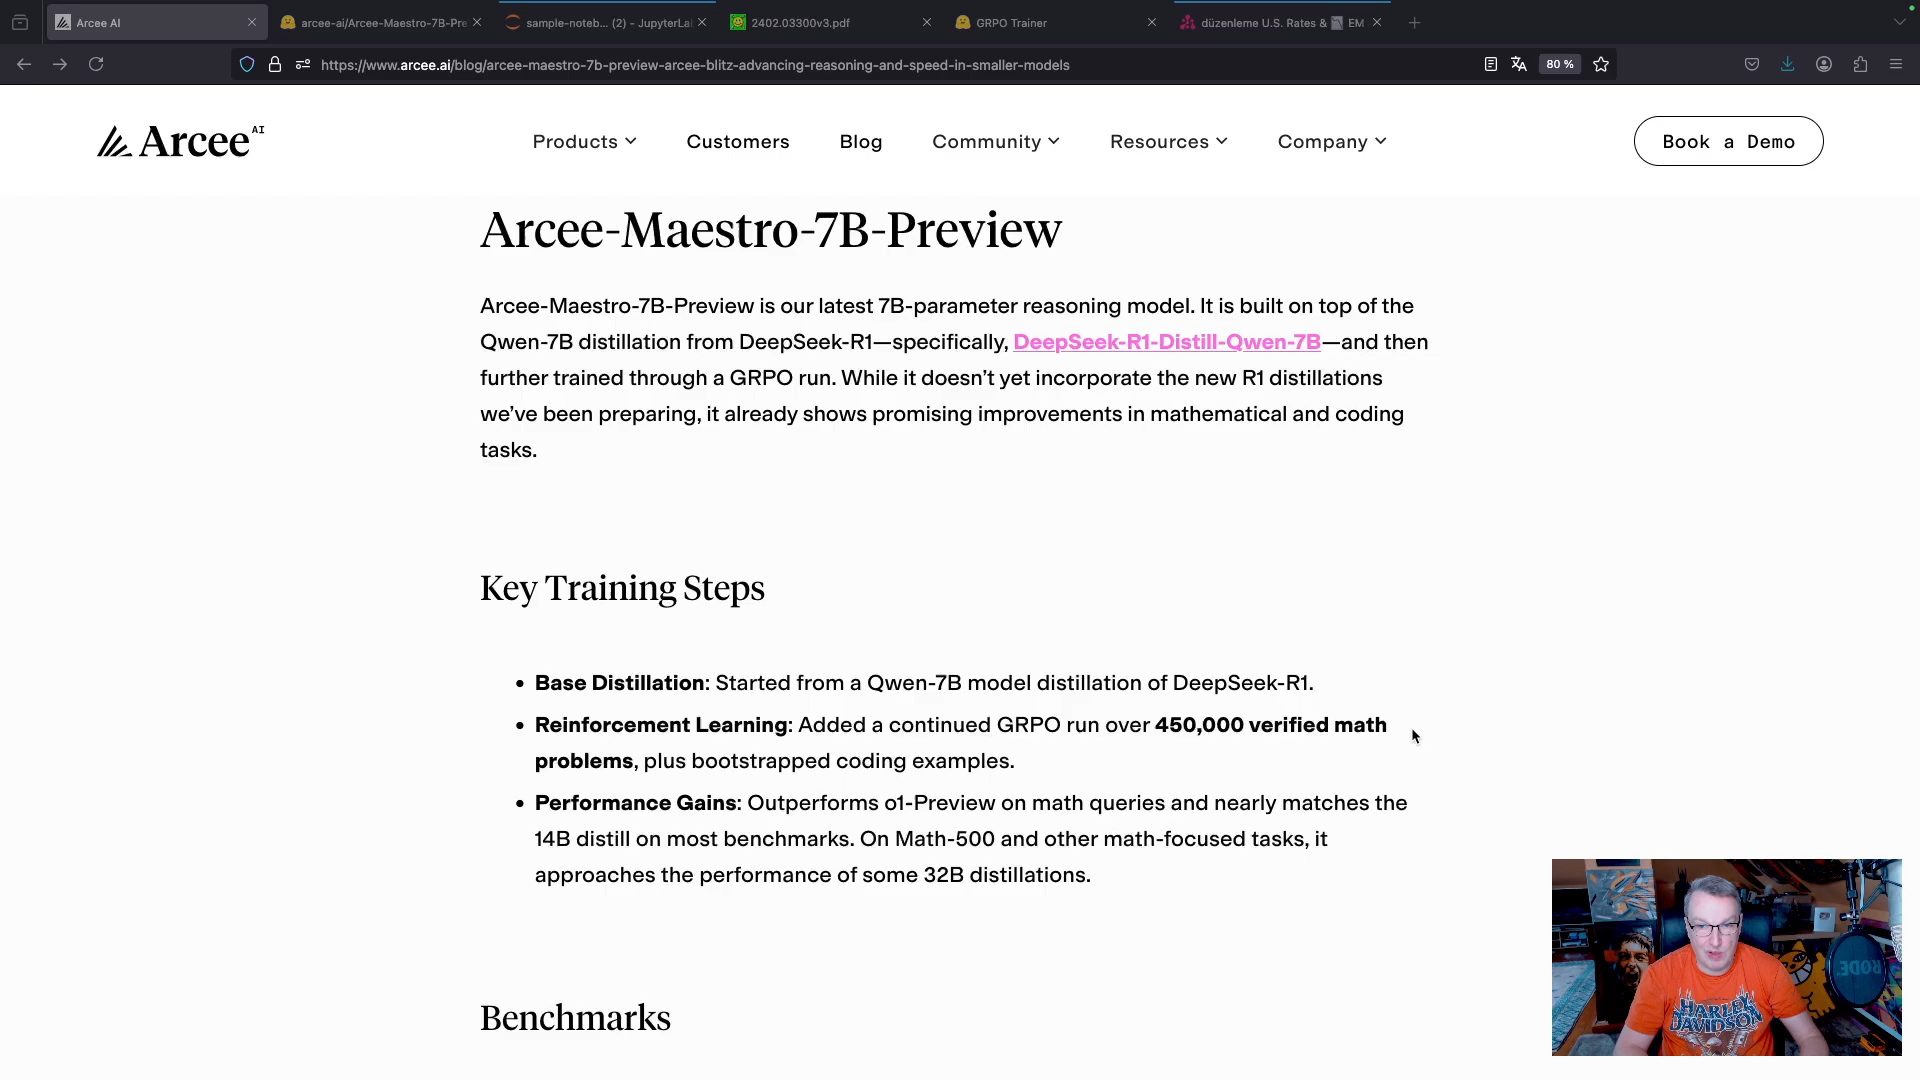 Arcee AI
arcee-ai/Arcee-Maestro-7B-Pre
sample-noteb... (2) - JupyterLa
2402.03300v3.pdf
GRPO Trainer
düzenleme U.S. Rates & EM
https://www.arcee.ai/blog/arcee-maestro-7b-preview-arcee-blitz-advancing-reasoning-and-speed-in-smaller-models
80 %
Arcee AI
Products
Customers
Blog
Community
Resources
Company
Book a Demo
Arcee-Maestro-7B-Preview
Arcee-Maestro-7B-Preview is our latest 7B-parameter reasoning model. It is built on top of the
Qwen-7B distillation from DeepSeek-R1—specifically, DeepSeek-R1-Distill-Qwen-7B—and then
further trained through a GRPO run. While it doesn’t yet incorporate the new R1 distillations
we’ve been preparing, it already shows promising improvements in mathematical and coding
tasks.
Key Training Steps
• Base Distillation: Started from a Qwen-7B model distillation of DeepSeek-R1.
• Reinforcement Learning: Added a continued GRPO run over 450,000 verified math
problems, plus bootstrapped coding examples.
• Performance Gains: Outperforms o1-Preview on math queries and nearly matches the
14B distill on most benchmarks. On Math-500 and other math-focused tasks, it
approaches the performance of some 32B distillations.
Benchmarks
RODE
HARLEY
DAVIDSON